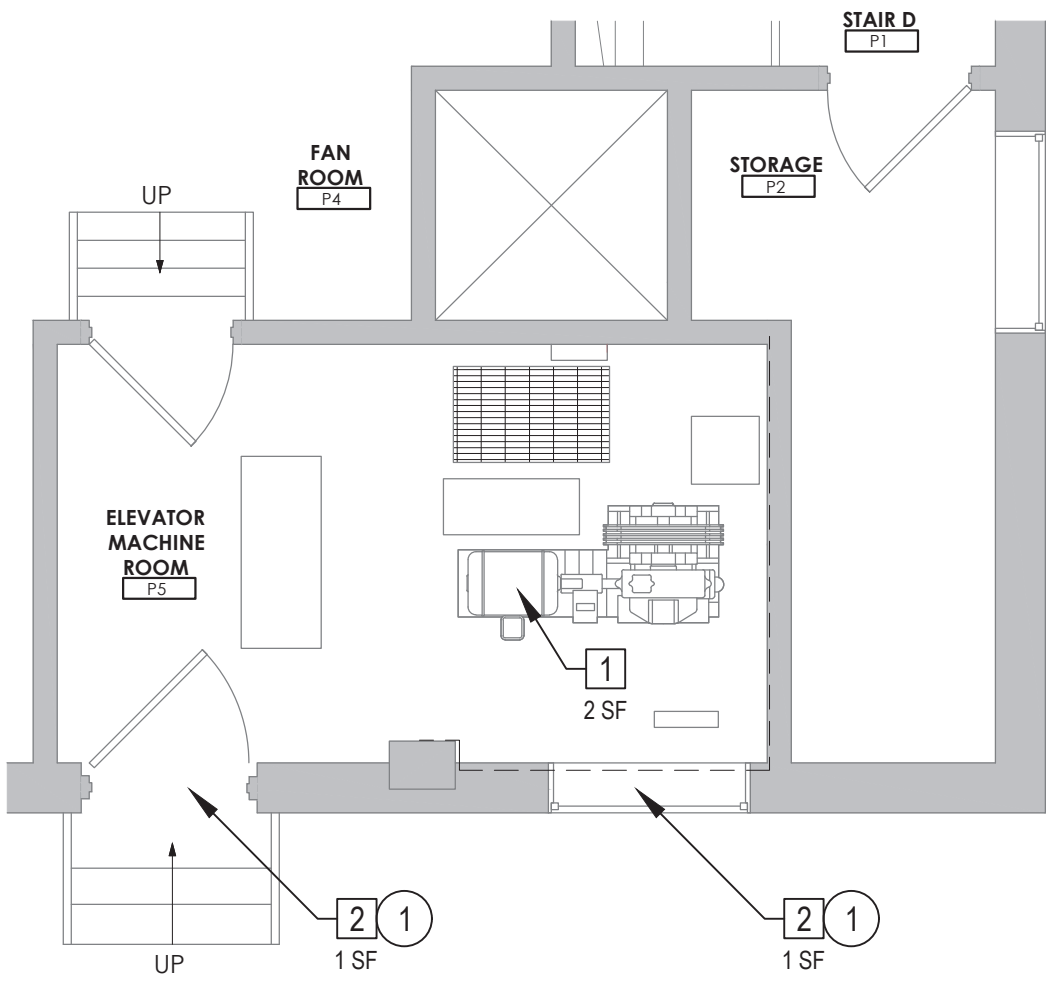 STAIR D
P1
FAN
ROOM
P4
STORAGE
P2
UP
ELEVATOR
MACHINE
ROOM
P5
1
2 SF
2 1
1 SF
2 1
1 SF
UP